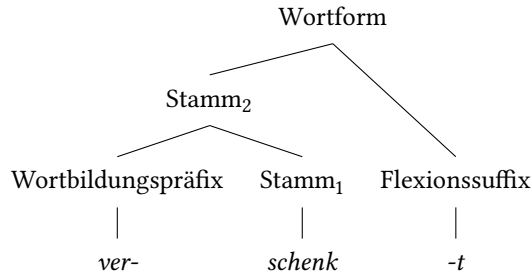 Wortform
Stamm₂
Wortbildungspräfix Stamm₁ Flexionssuffix
ver- schenk -t